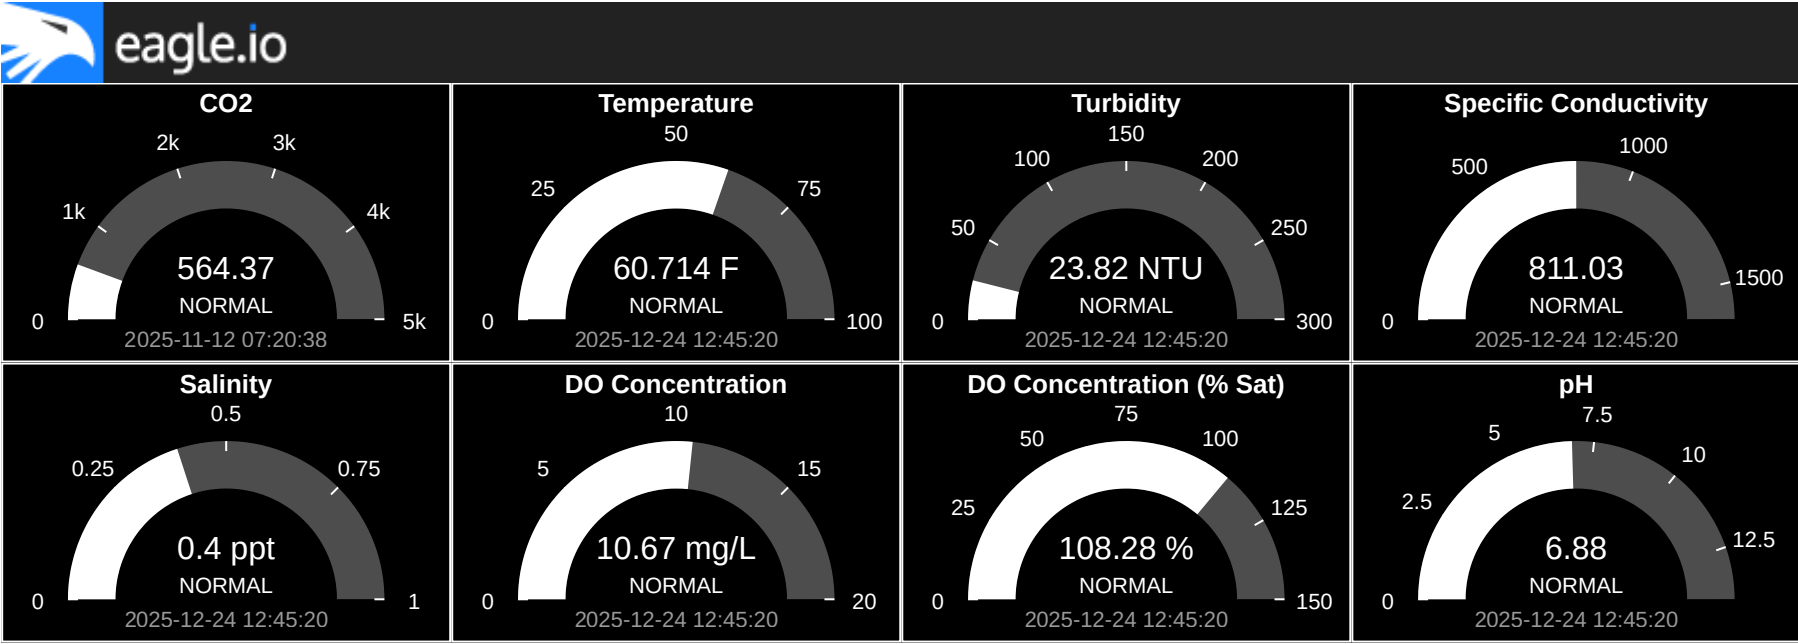 eagle.io
CO2
0
1k
2k
3k
4k
5k
564.37
NORMAL
2025-11-12 07:20:38
Temperature
0
25
50
75
100
60.714 F
NORMAL
2025-12-24 12:45:20
Turbidity
0
50
100
150
200
250
300
23.82 NTU
NORMAL
2025-12-24 12:45:20
Specific Conductivity
0
500
1000
1500
811.03
NORMAL
2025-12-24 12:45:20
Salinity
0
0.25
0.5
0.75
1
0.4 ppt
NORMAL
2025-12-24 12:45:20
DO Concentration
0
5
10
15
20
10.67 mg/L
NORMAL
2025-12-24 12:45:20
DO Concentration (% Sat)
0
25
50
75
100
125
150
108.28 %
NORMAL
2025-12-24 12:45:20
pH
0
2.5
5
7.5
10
12.5
6.88
NORMAL
2025-12-24 12:45:20